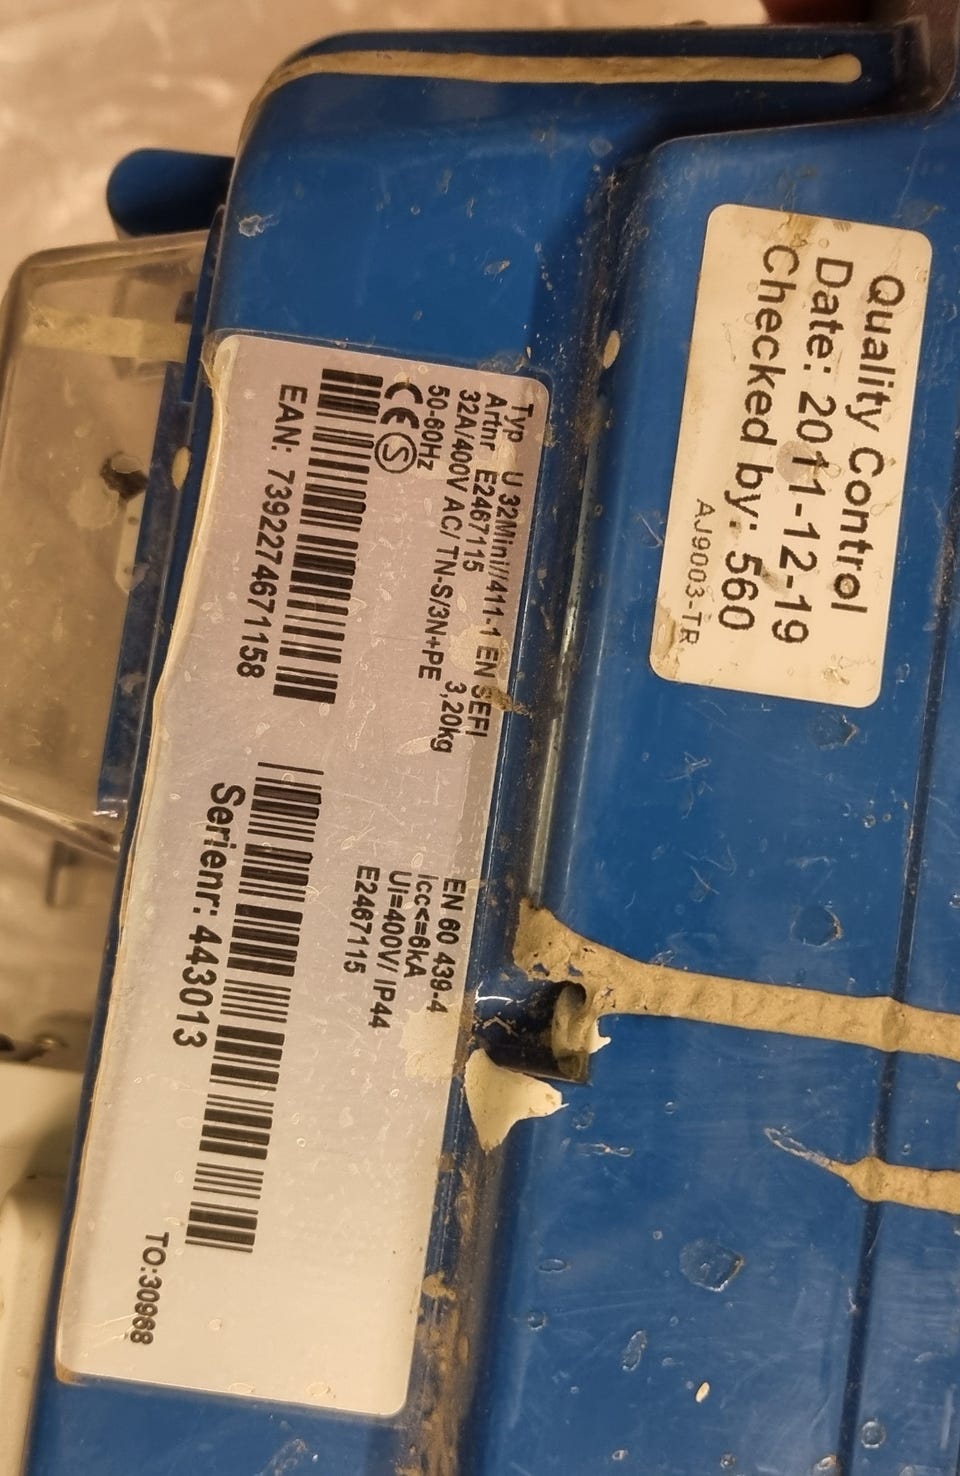 Quality Control
Date: 2011-12-19
Checked by: 560
AJ9003-TR
Typ U 32Mini//411-1 EN SEFI
Artnr E2467115
32A/400V AC/ TN-S/3N+PE 3,20kg
50-60Hz
CE S
EAN: 7392274671158
EN 60 439-4
Icc<=6kA
Ui=400V/ IP44
E2467115
Serienr: 443013
TO:30968